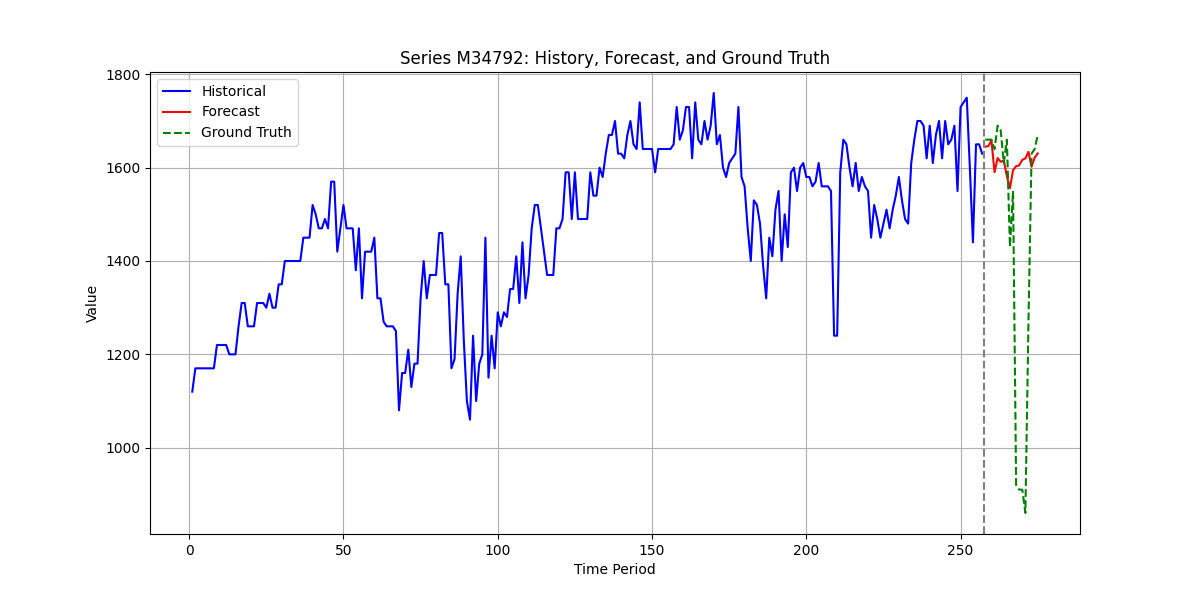 Series M34792: History, Forecast, and Ground Truth
Historical
Forecast
Ground Truth
1800
1600
1400
1200
1000
Value
0 50 100 150 200 250
Time Period